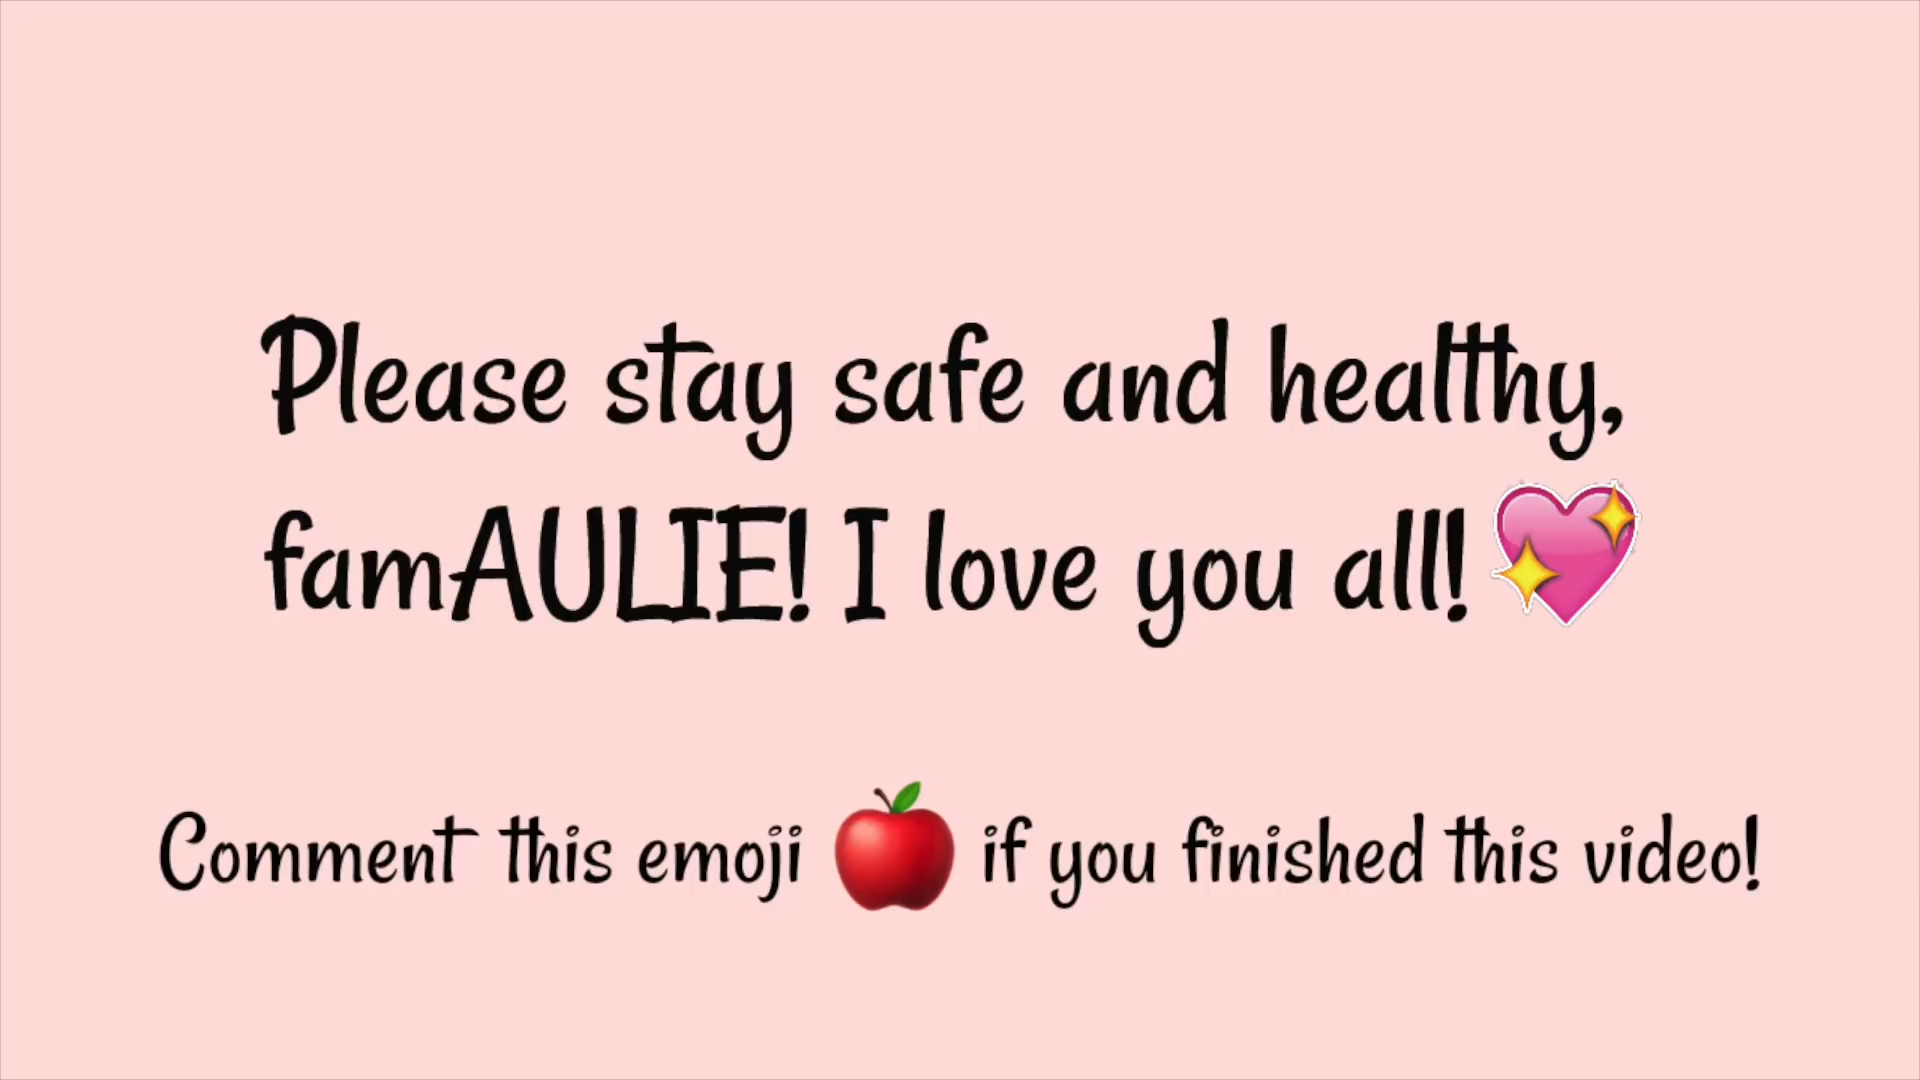 Please stay safe and healthy,
famAULIE! I love you all! 💖
Comment this emoji 🍎 if you finished this video!